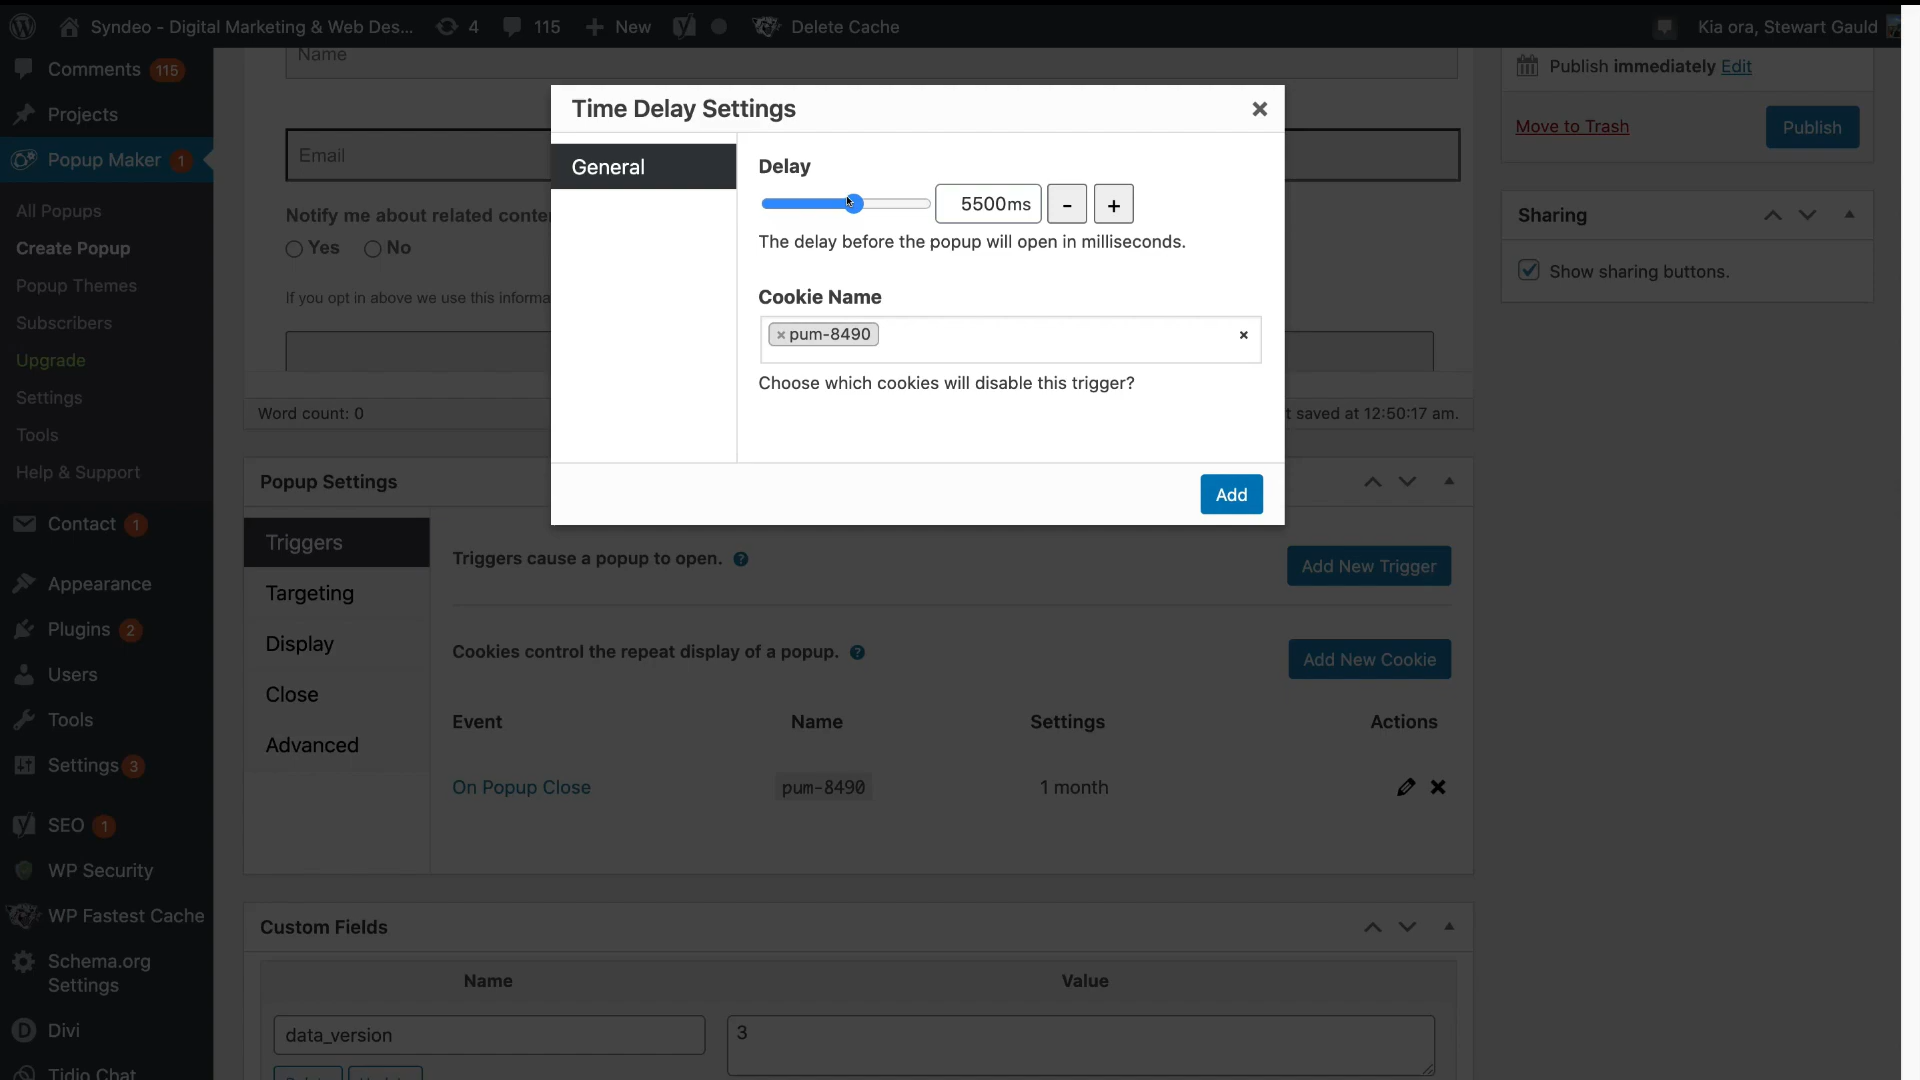 Syndeo - Digital Marketing & Web Des...
4
115
New
Delete Cache
Kia ora, Stewart Gauld
Comments 115
Projects
Popup Maker 1
All Popups
Create Popup
Popup Themes
Subscribers
Upgrade
Settings
Tools
Help & Support
Contact 1
Appearance
Plugins 2
Users
Tools
Settings 3
SEO 1
WP Security
WP Fastest Cache
Schema.org
Settings
Divi
Tidio Chat
Name
Email
Notify me about related conte
Yes
No
If you opt in above we use this informa
Word count: 0
t saved at 12:50:17 am.
Time Delay Settings
×
General
Delay
5500ms
-
+
The delay before the popup will open in milliseconds.
Cookie Name
× pum-8490
×
Choose which cookies will disable this trigger?
Add
Publish immediately Edit
Move to Trash
Publish
Sharing
Show sharing buttons.
Popup Settings
Triggers
Targeting
Display
Close
Advanced
Triggers cause a popup to open. ?
Add New Trigger
Cookies control the repeat display of a popup. ?
Add New Cookie
Event
Name
Settings
Actions
On Popup Close
pum-8490
1 month
Custom Fields
Name
Value
data_version
3